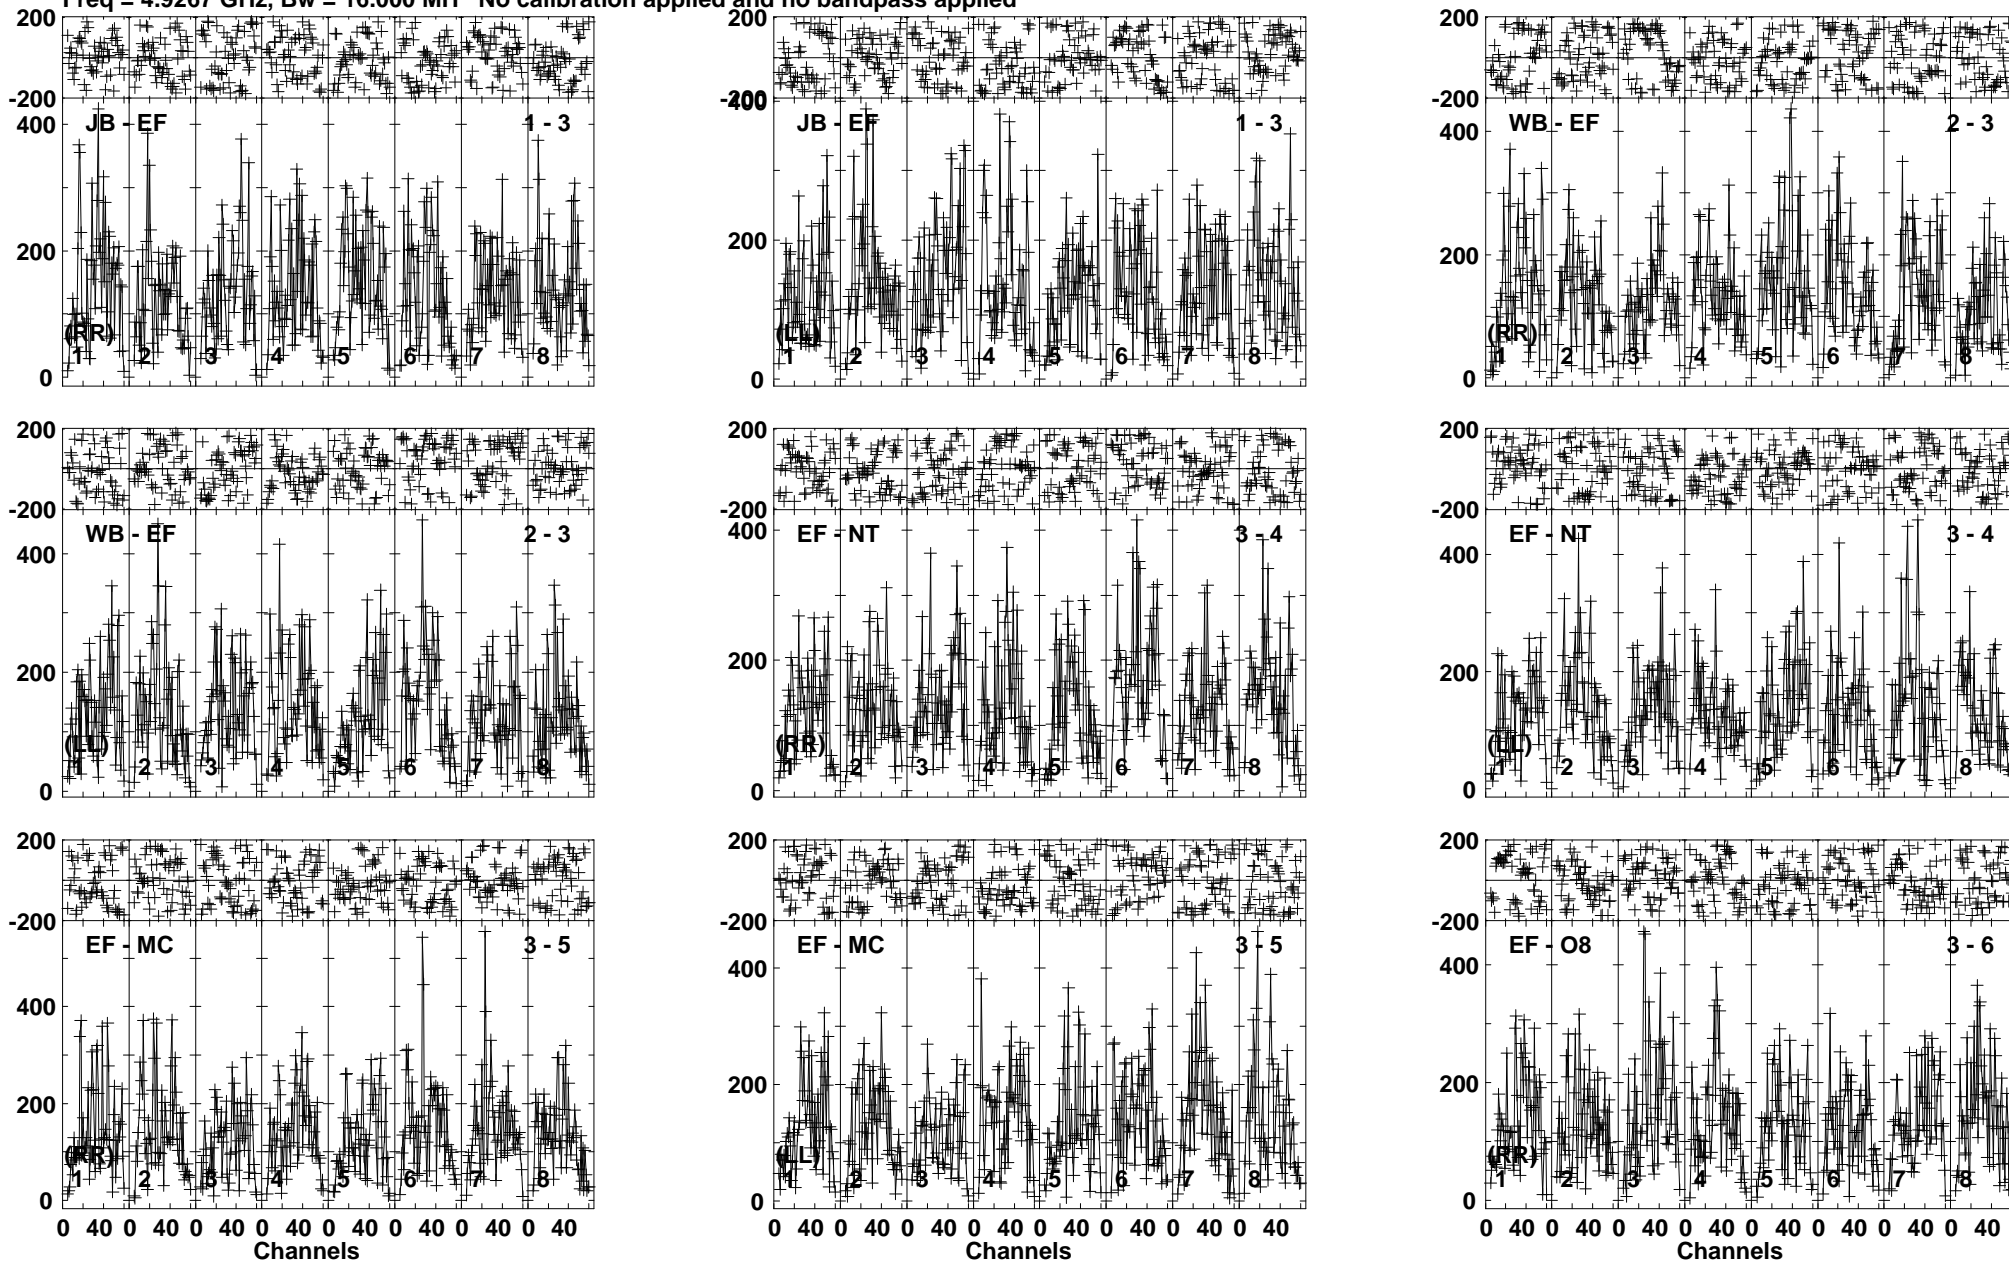 Freq = 4.9267 GHz, Bw = 16.000 MH No calibration applied and no bandpass applied
200 200 200
-200 -200 -200
JB - EF 1 - 3 JB - EF 1 - 3 WB - EF 2 - 3
400 400 400
200 200 200
(RR) (LL) (RR)
1 2 3 4 5 6 7 8 1 2 3 4 5 6 7 8 1 2 3 4 5 6 7 8
0 0 0
200 200 200
-200 -200 -200
WB - EF 2 - 3 EF - NT 3 - 4 EF - NT 3 - 4
400 400 400
200 200 200
(LL) (RR) (LL)
1 2 3 4 5 6 7 8 1 2 3 4 5 6 7 8 1 2 3 4 5 6 7 8
0 0 0
200 200 200
-200 -200 -200
EF - MC 3 - 5 EF - MC 3 - 5 EF - O8 3 - 6
400 400 400
200 200 200
(RR) (LL) (RR)
1 2 3 4 5 6 7 8 1 2 3 4 5 6 7 8 1 2 3 4 5 6 7 8
0 0 0
0 40 0 40 0 40 0 40 0 40 0 40 0 40 0 40 0 40 0 40 0 40 0 40 0 40 0 40 0 40 0 40 0 40 0 40 0 40 0 40 0 40 0 40 0 40 0 40
Channels Channels